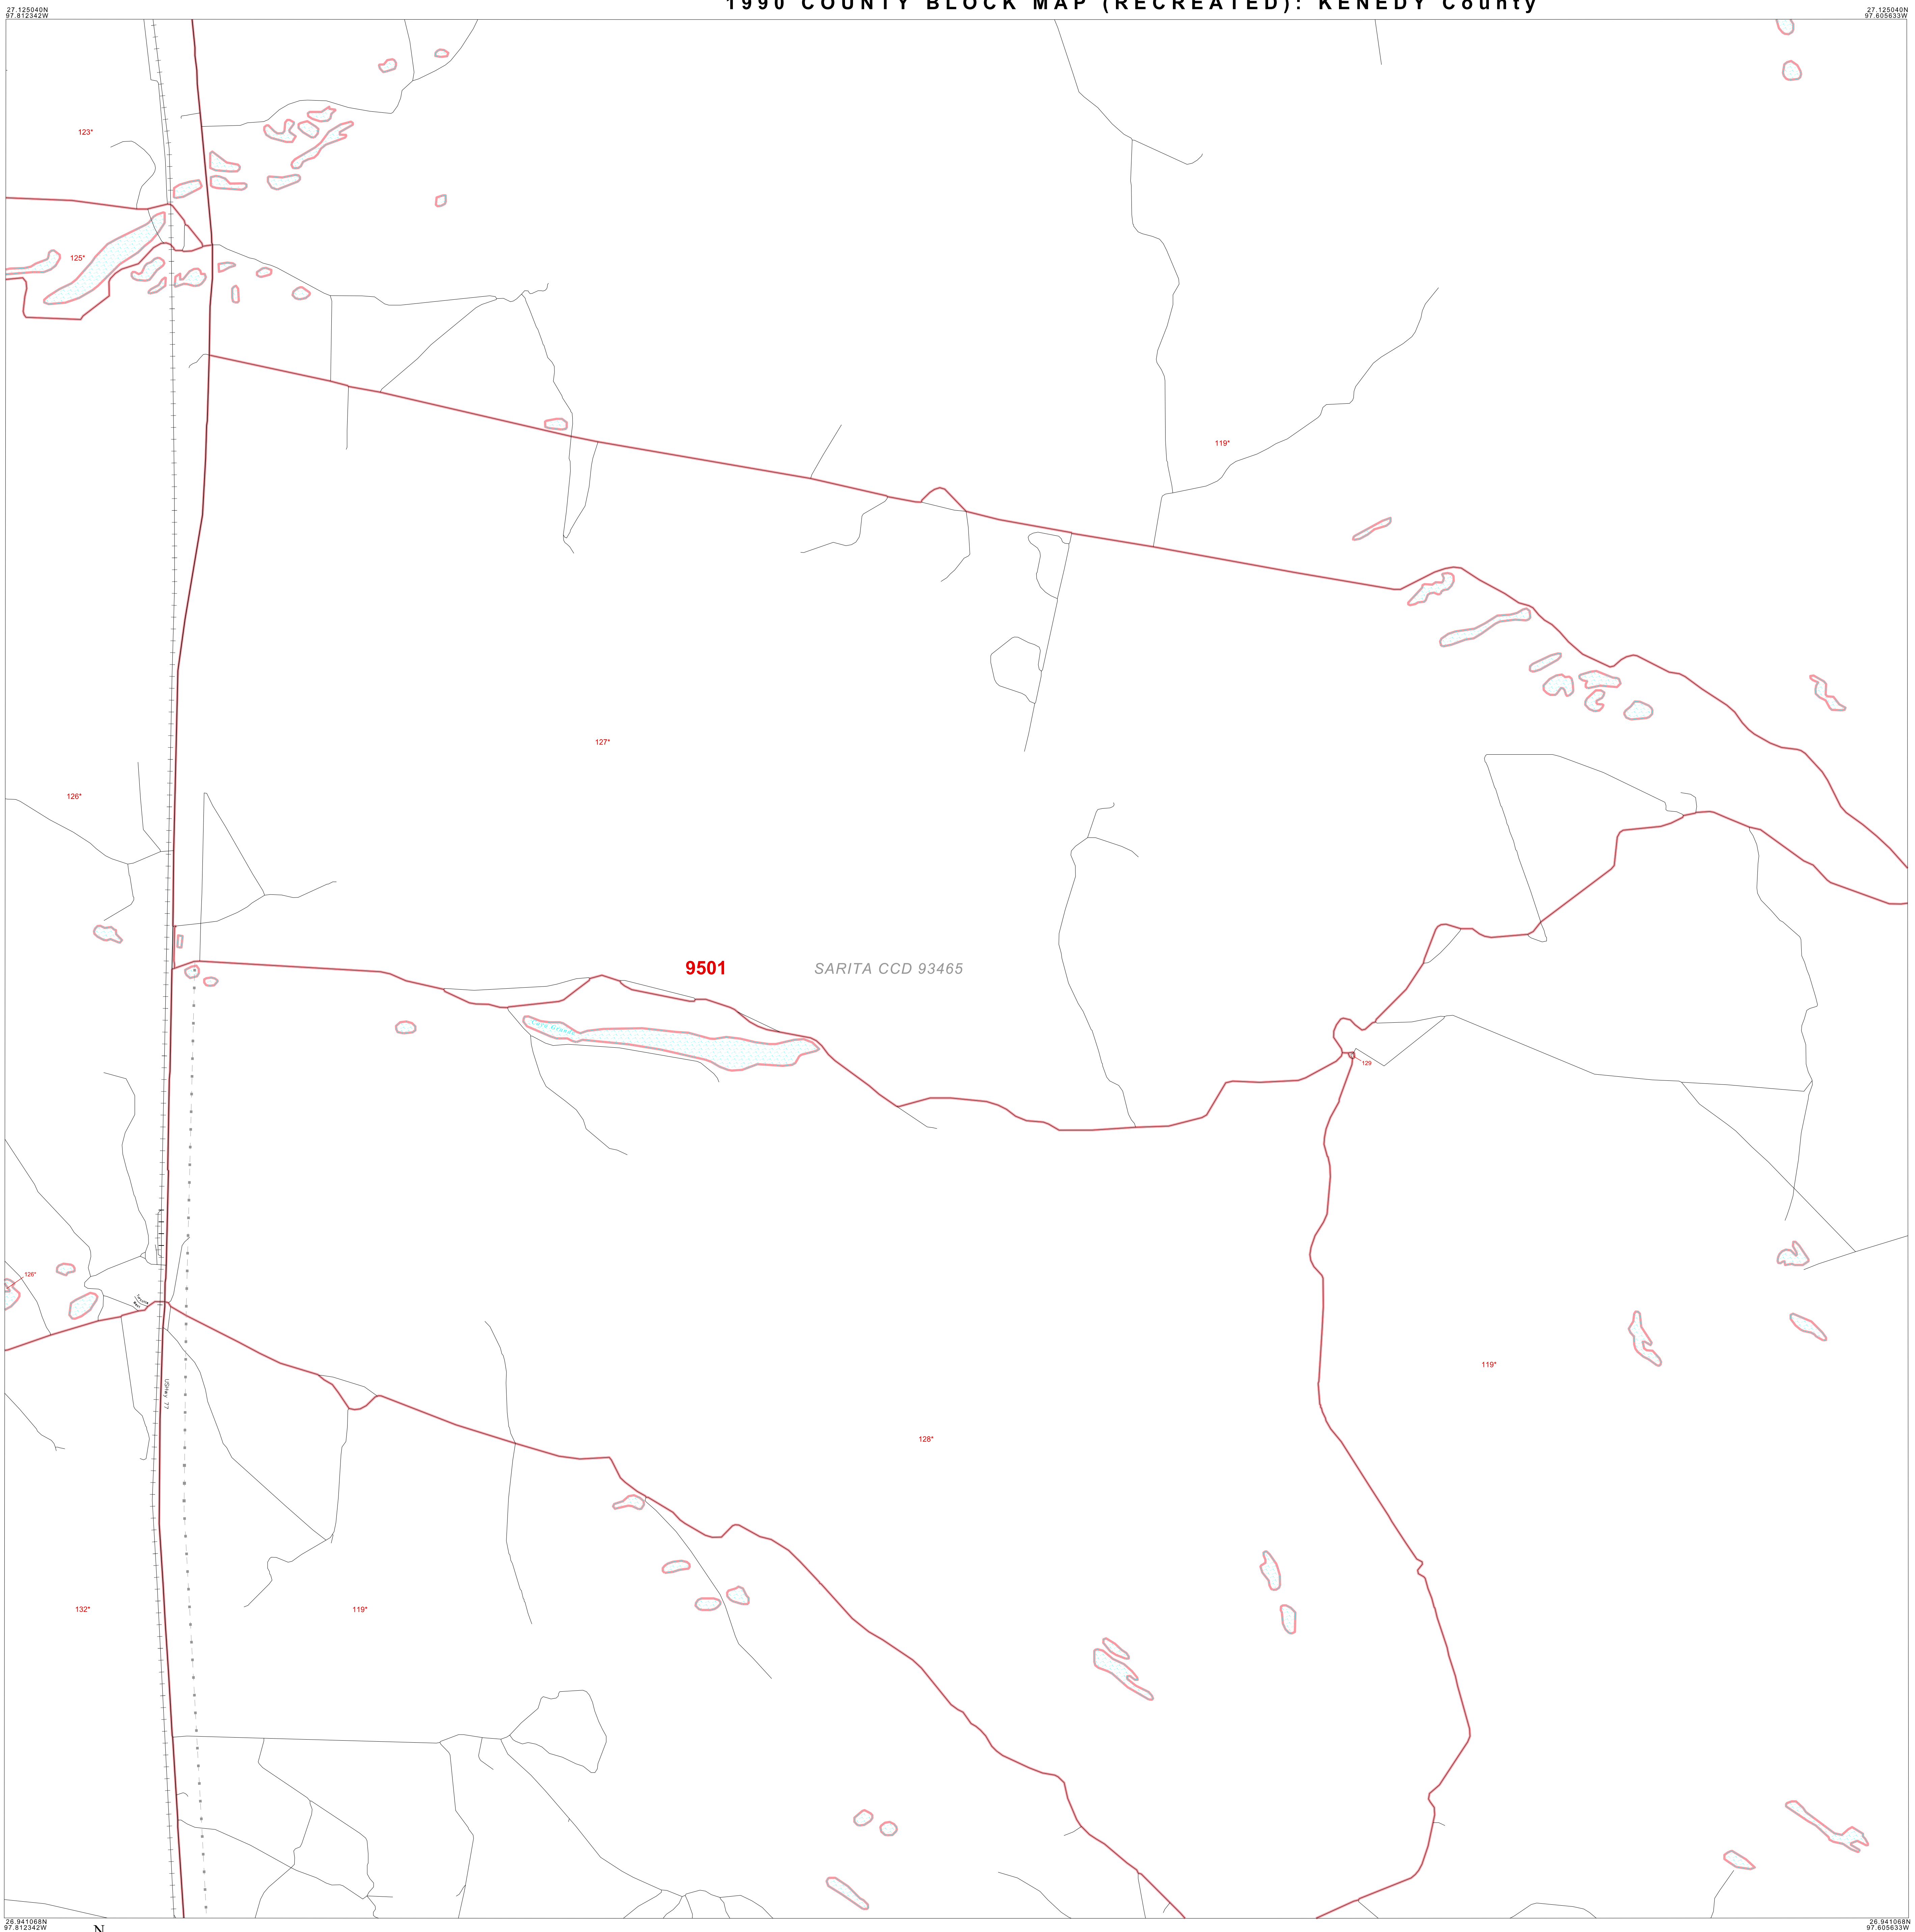 1990 COUNTY BLOCK MAP (RECREATED): KENEDY County
27.125040N
97.812342W
27.125040N
97.605633W
123*
125*
119*
127*
126*
9501
SARITA CCD 93465
129
126*
119*
USHwy 77
128*
132*
119*
26.941068N
97.812342W
N
26.941068N
97.605633W